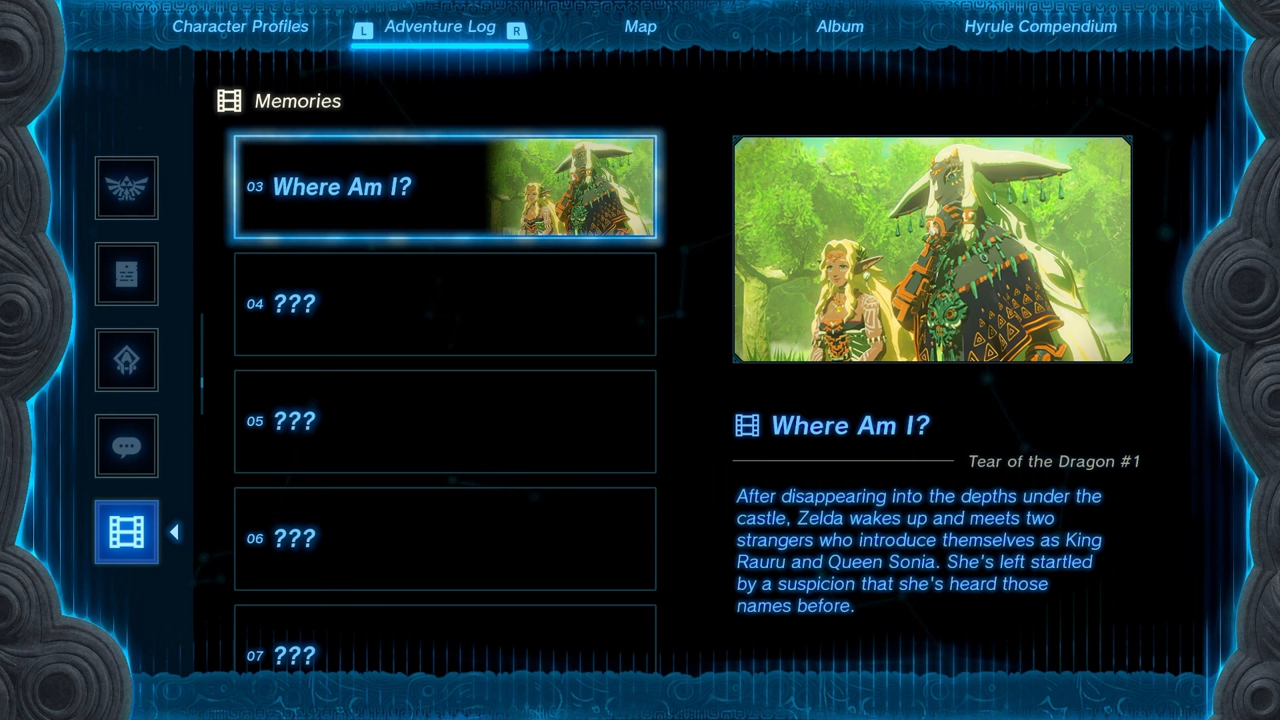 Character Profiles
L Adventure Log R
Map
Album
Hyrule Compendium
Memories
03 Where Am I?
04 ???
05 ???
06 ???
07 ???
Where Am I?
Tear of the Dragon #1
After disappearing into the depths under the
castle, Zelda wakes up and meets two
strangers who introduce themselves as King
Rauru and Queen Sonia. She's left startled
by a suspicion that she's heard those
names before.